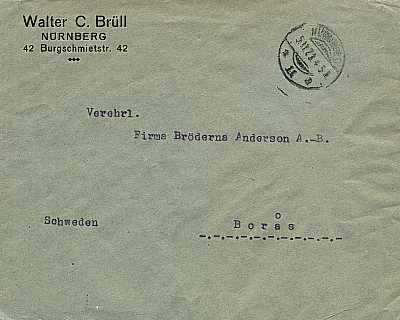 Walter C. Brüll
NÜRNBERG
42 Burgschmietstr. 42
Verehrl.
Firma Bröderna Anderson A.-B.
Schweden
Borås